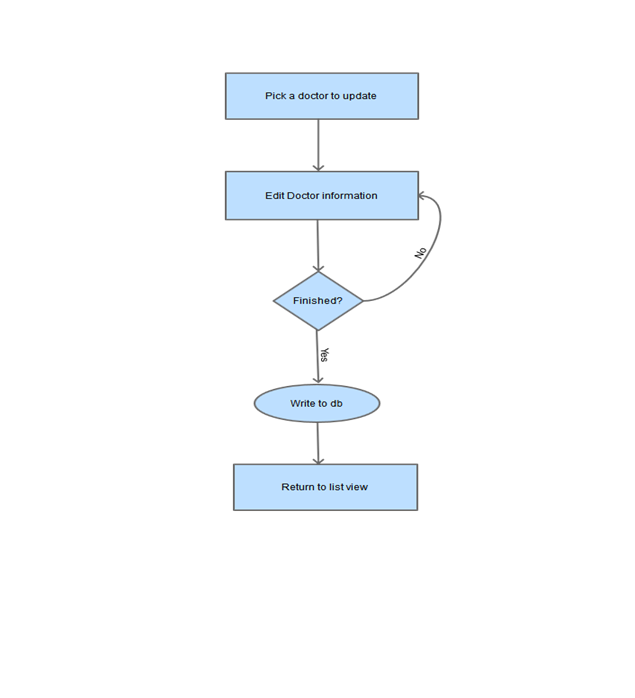 Pick a doctor to update
Edit Doctor information
No
Finished?
Yes
Write to db
Return to list view